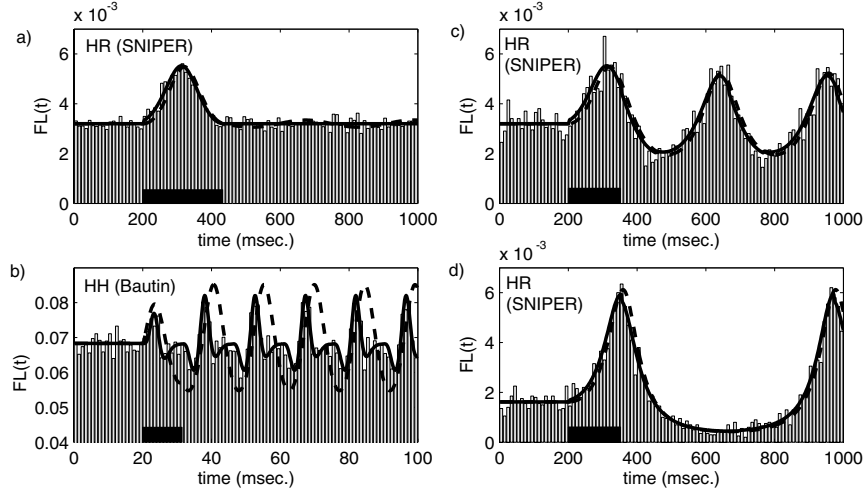 x 10⁻³
a)
HR (SNIPER)
FL(t)
6
4
2
0
0 200 400 600 800 1000
time (msec.)
b)
HH (Bautin)
FL(t)
0.08
0.07
0.06
0.05
0.04
0 20 40 60 80 100
time (msec.)
x 10⁻³
c)
HR
(SNIPER)
FL(t)
6
4
2
0
0 200 400 600 800 1000
time (msec.)
x 10⁻³
d)
HR
(SNIPER)
FL(t)
6
4
2
0
0 200 400 600 800 1000
time (msec.)